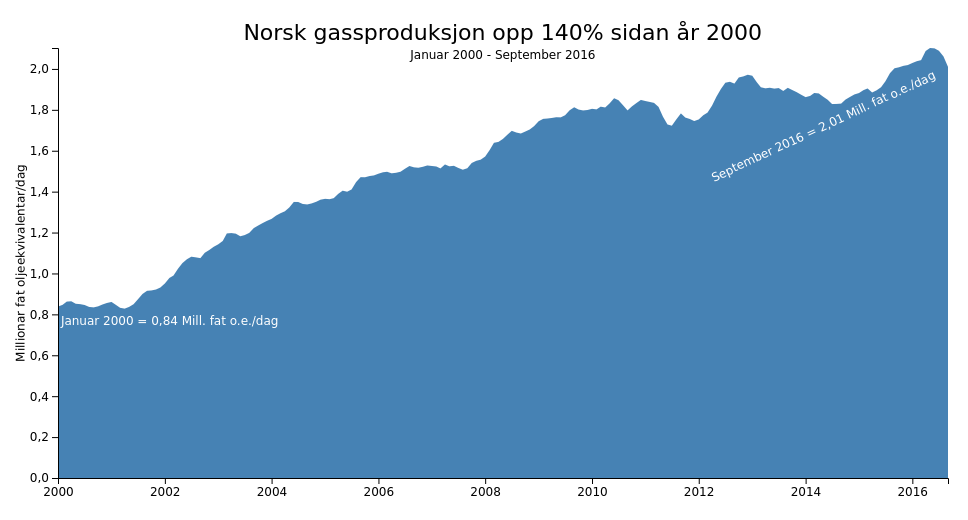 Norsk gassproduksjon opp 140% sidan år 2000
Januar 2000 - September 2016
Millionar fat oljeekvivalentar/dag
2,0
1,8
1,6
1,4
1,2
1,0
0,8
0,6
0,4
0,2
0,0
September 2016 = 2,01 Mill. fat o.e./dag
Januar 2000 = 0,84 Mill. fat o.e./dag
2000 2002 2004 2006 2008 2010 2012 2014 2016